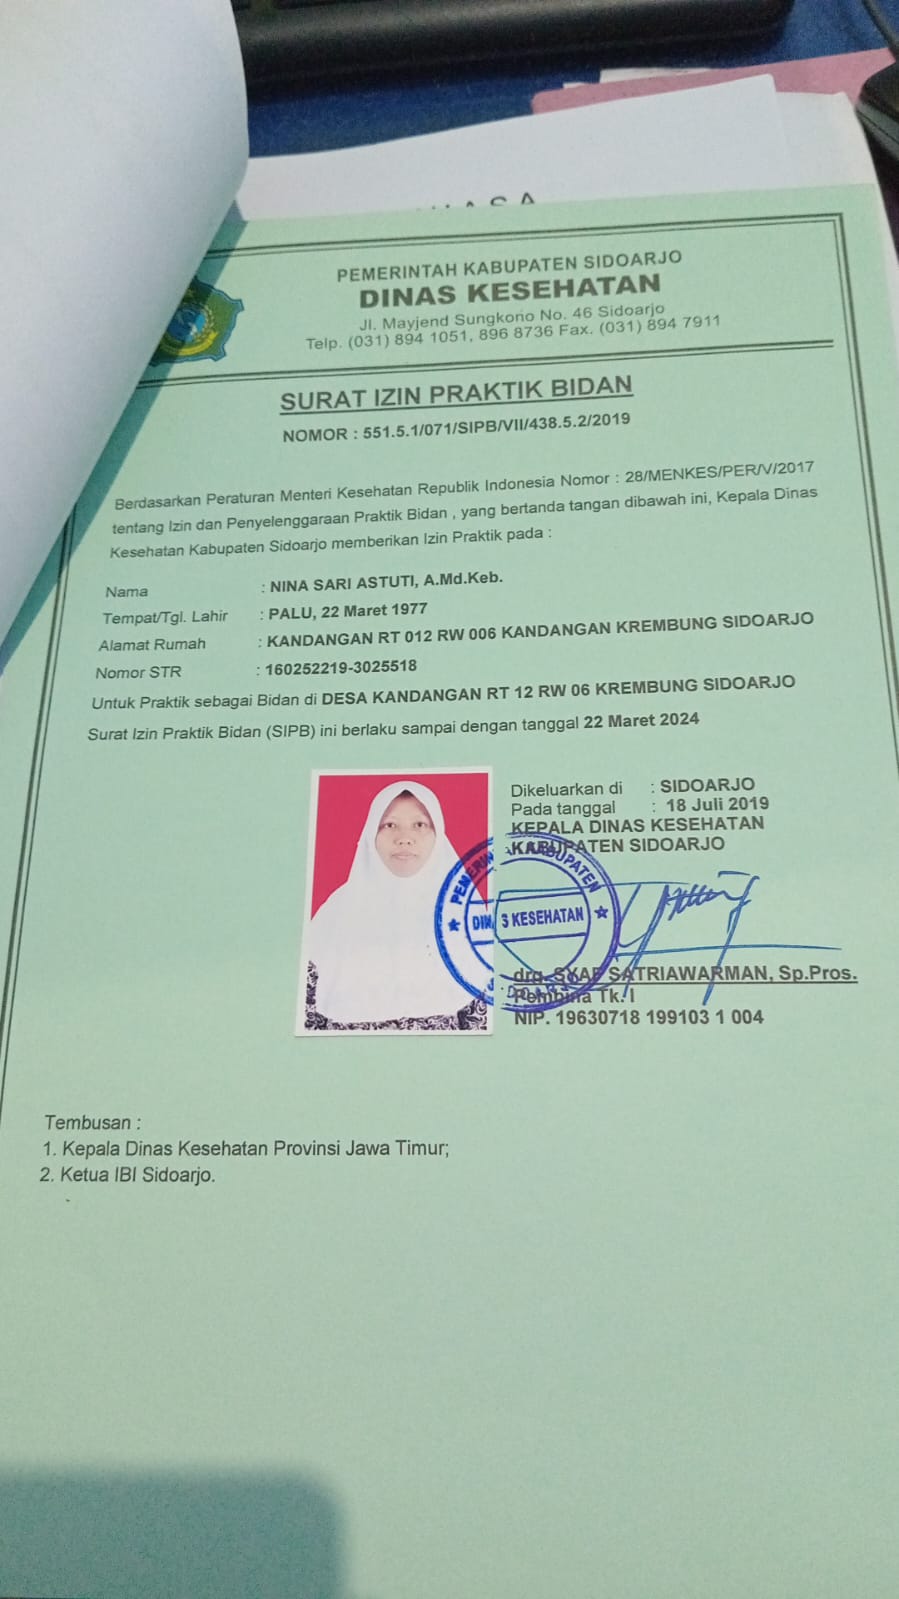 PEMERINTAH KABUPATEN SIDOARJO
DINAS KESEHATAN
Jl. Mayjend Sungkono No. 46 Sidoarjo
Telp. (031) 894 1051, 896 8736 Fax. (031) 894 7911
SURAT IZIN PRAKTIK BIDAN
NOMOR : 551.5.1/071/SIPB/VII/438.5.2/2019
Berdasarkan Peraturan Menteri Kesehatan Republik Indonesia Nomor : 28/MENKES/PER/V/2017
tentang Izin dan Penyelenggaraan Praktik Bidan , yang bertanda tangan dibawah ini, Kepala Dinas
Kesehatan Kabupaten Sidoarjo memberikan Izin Praktik pada :
Nama : NINA SARI ASTUTI, A.Md.Keb.
Tempat/Tgl. Lahir : PALU, 22 Maret 1977
Alamat Rumah : KANDANGAN RT 012 RW 006 KANDANGAN KREMBUNG SIDOARJO
Nomor STR : 160252219-3025518
Untuk Praktik sebagai Bidan di DESA KANDANGAN RT 12 RW 06 KREMBUNG SIDOARJO
Surat Izin Praktik Bidan (SIPB) ini berlaku sampai dengan tanggal 22 Maret 2024
Dikeluarkan di : SIDOARJO
Pada tanggal : 18 Juli 2019
KEPALA DINAS KESEHATAN
KABUPATEN SIDOARJO
KABUPATEN
KESEHATAN
drg. SYAF SATRIAWARMAN, Sp.Pros.
Pembina Tk. I
NIP. 19630718 199103 1 004
Tembusan :
1. Kepala Dinas Kesehatan Provinsi Jawa Timur;
2. Ketua IBI Sidoarjo.